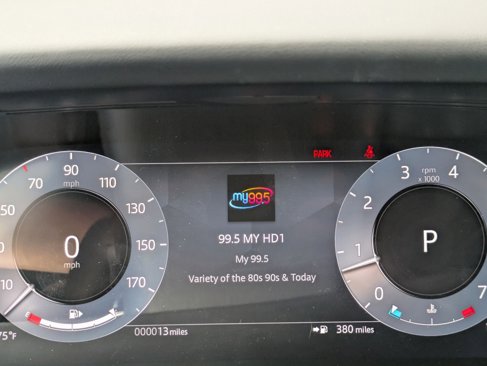 PARK
90
mph
70
110
50
130
150
10
170
0
mph
my99.5
99.5 MY HD1
My 99.5
Variety of the 80s 90s & Today
rpm
x 1000
3
4
2
1
0
7
P
75°F
000013 miles
380 miles